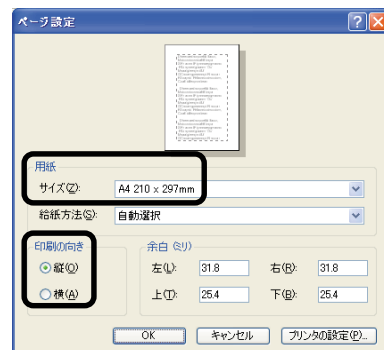 ページ設定
用紙
サイズ(Z): A4 210 x 297mm
給紙方法(S): 自動選択
印刷の向き 余白 (ミリ)
縦(O) 左(L): 31.8 右(R): 31.8
横(A) 上(T): 25.4 下(B): 25.4
OK キャンセル プリンタの設定(P)...